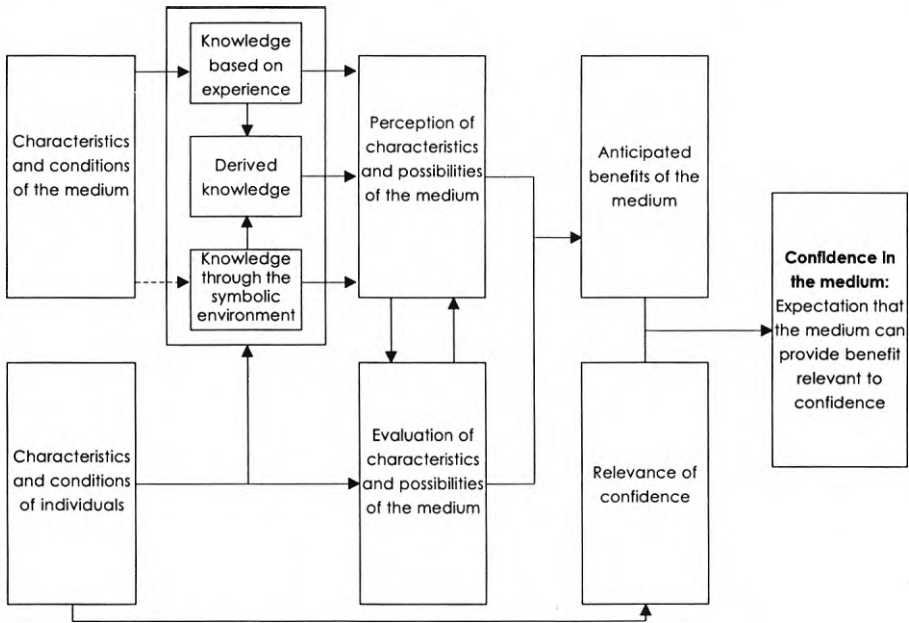 Characteristics
and conditions
of the medium
Knowledge
based on
experience
Derived
knowledge
Knowledge
through the
symbolic
environment
Perception of
characteristics
and possibilities
of the medium
Anticipated
benefits of the
medium
Confidence in
the medium:
Expectation that
the medium can
provide benefit
relevant to
confidence
Characteristics
and conditions
of individuals
Evaluation of
characteristics
and possibilities
of the medium
Relevance of
confidence